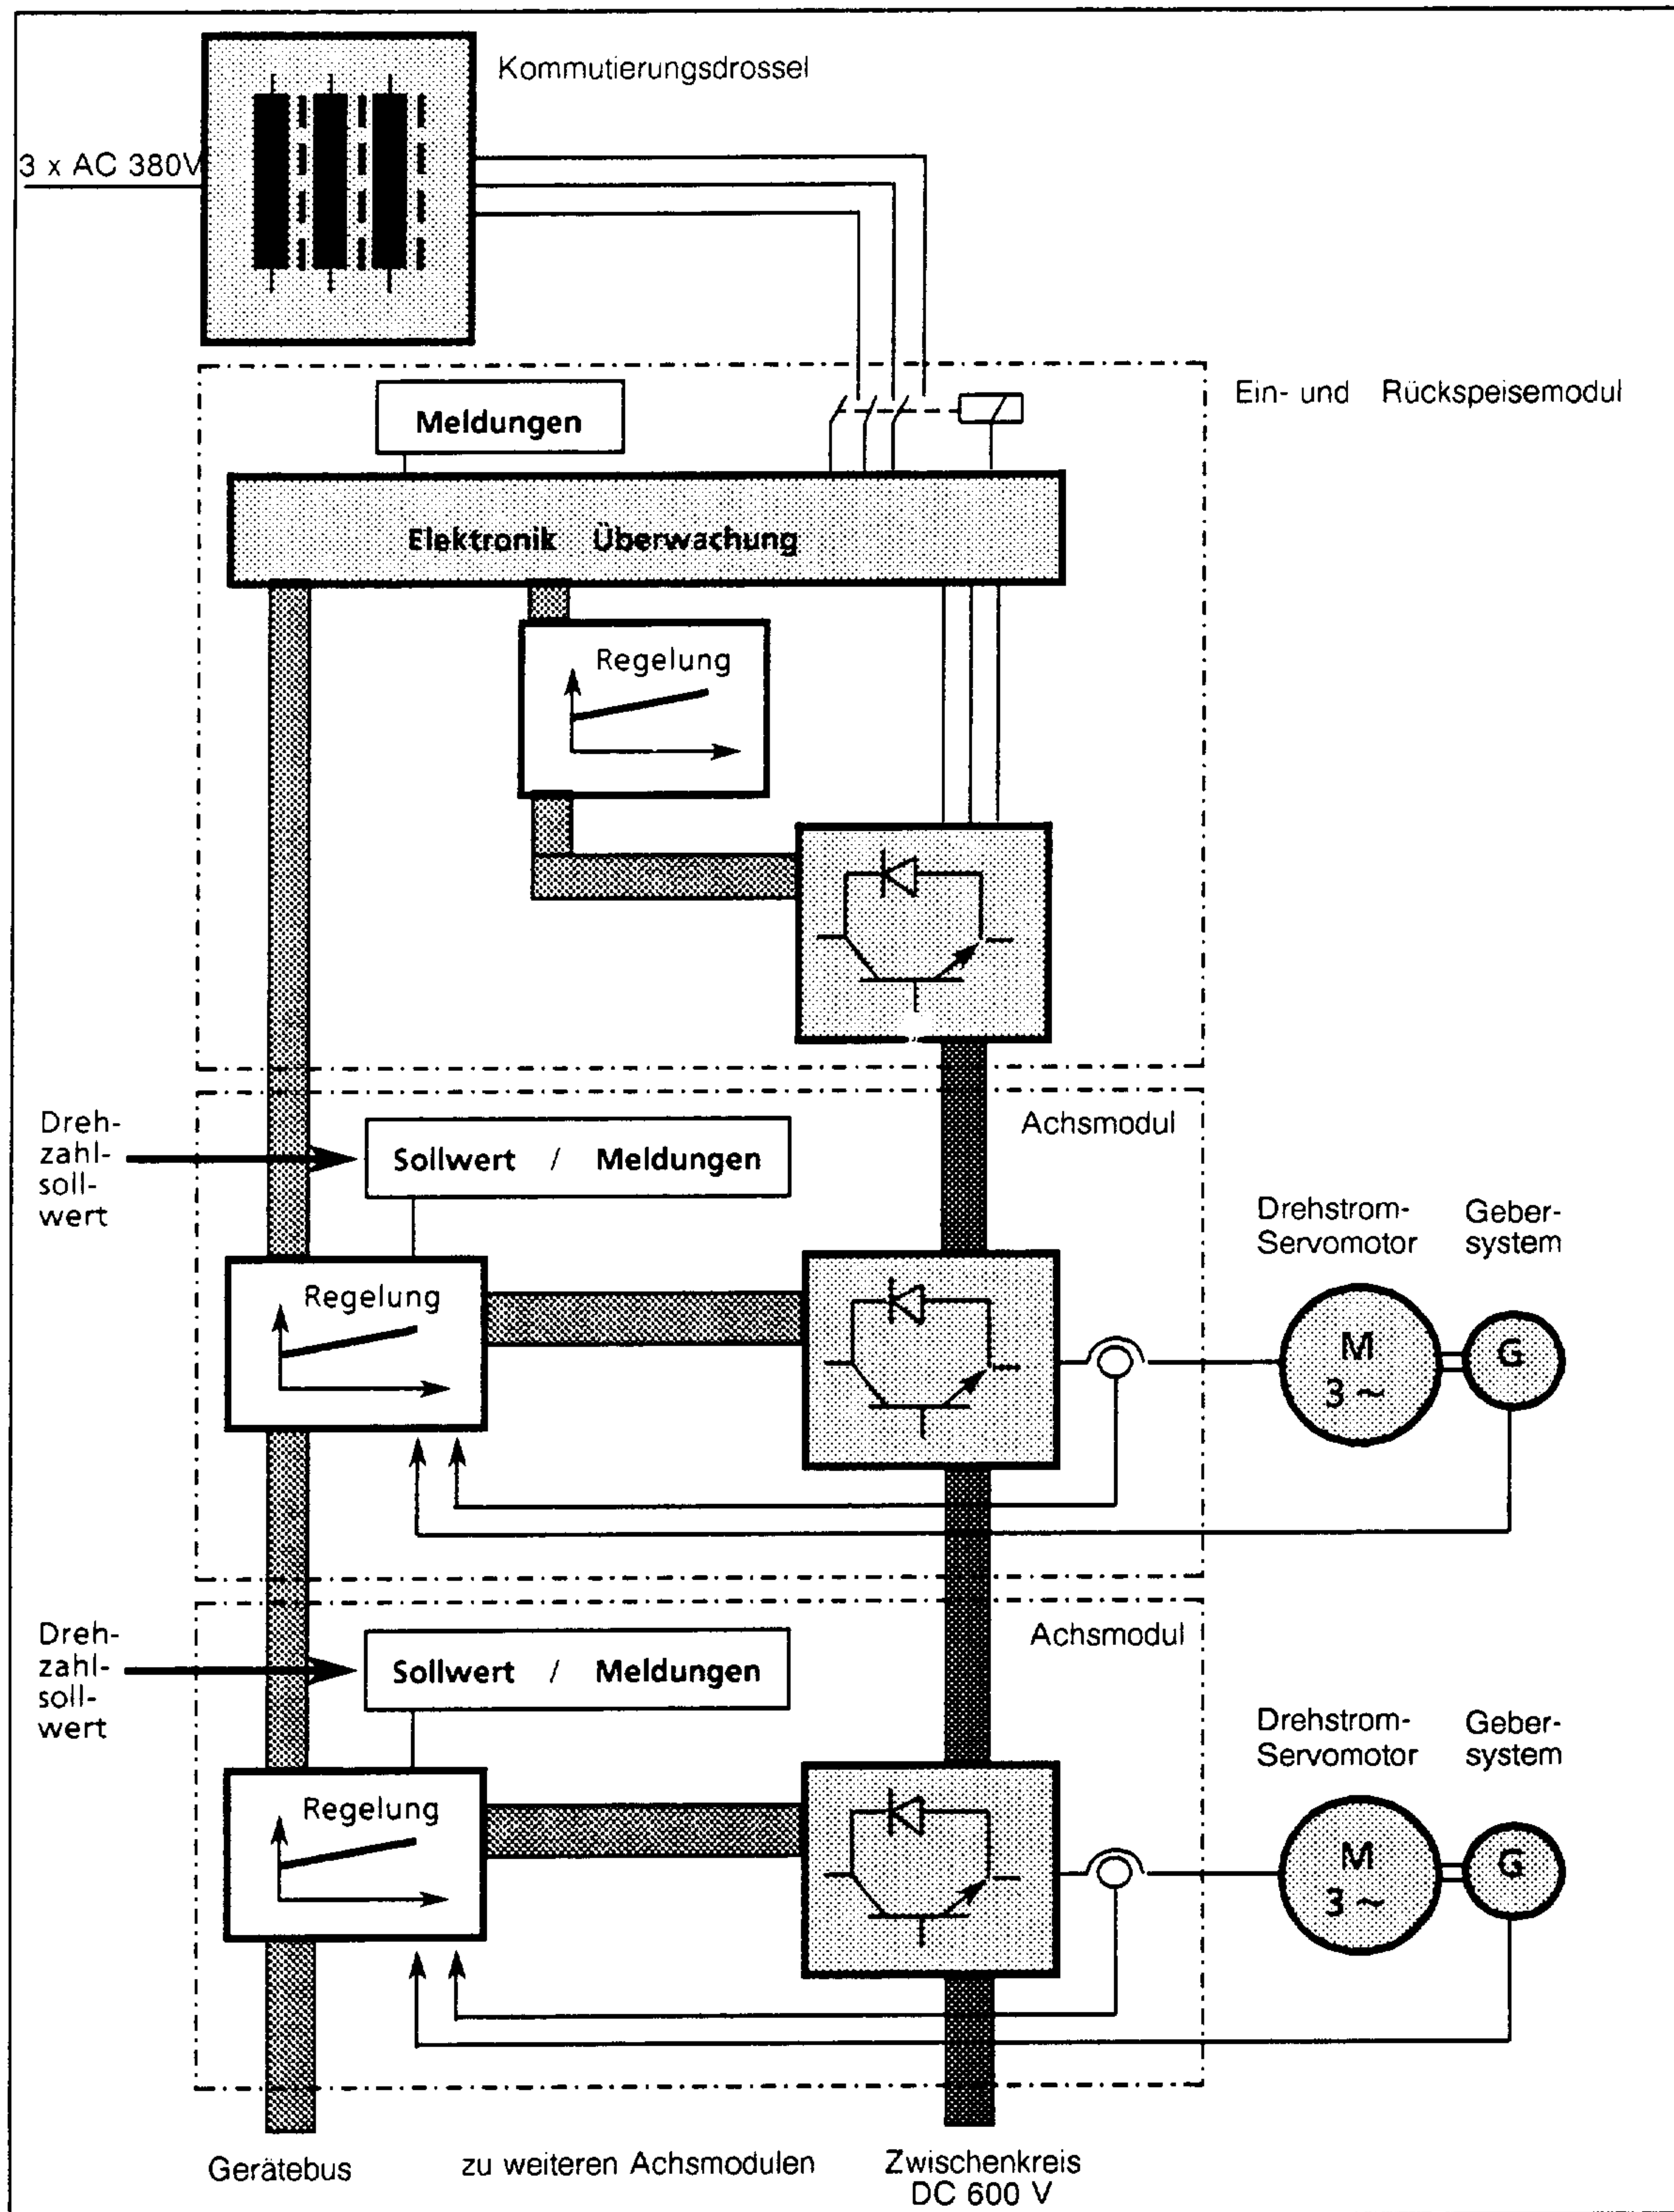 Kommutierungsdrossel
3 x AC 380V
Ein- und Rückspeisemodul
Meldungen
Elektronik Überwachung
Regelung
Achsmodul
Dreh-
zahl-
soll-
wert
Sollwert / Meldungen
Drehstrom-
Servomotor
Geber-
system
Regelung
M
3 ~
G
Achsmodul
Dreh-
zahl-
soll-
wert
Sollwert / Meldungen
Drehstrom-
Servomotor
Geber-
system
Regelung
M
3 ~
G
Gerätebus
zu weiteren Achsmodulen
Zwischenkreis
DC 600 V